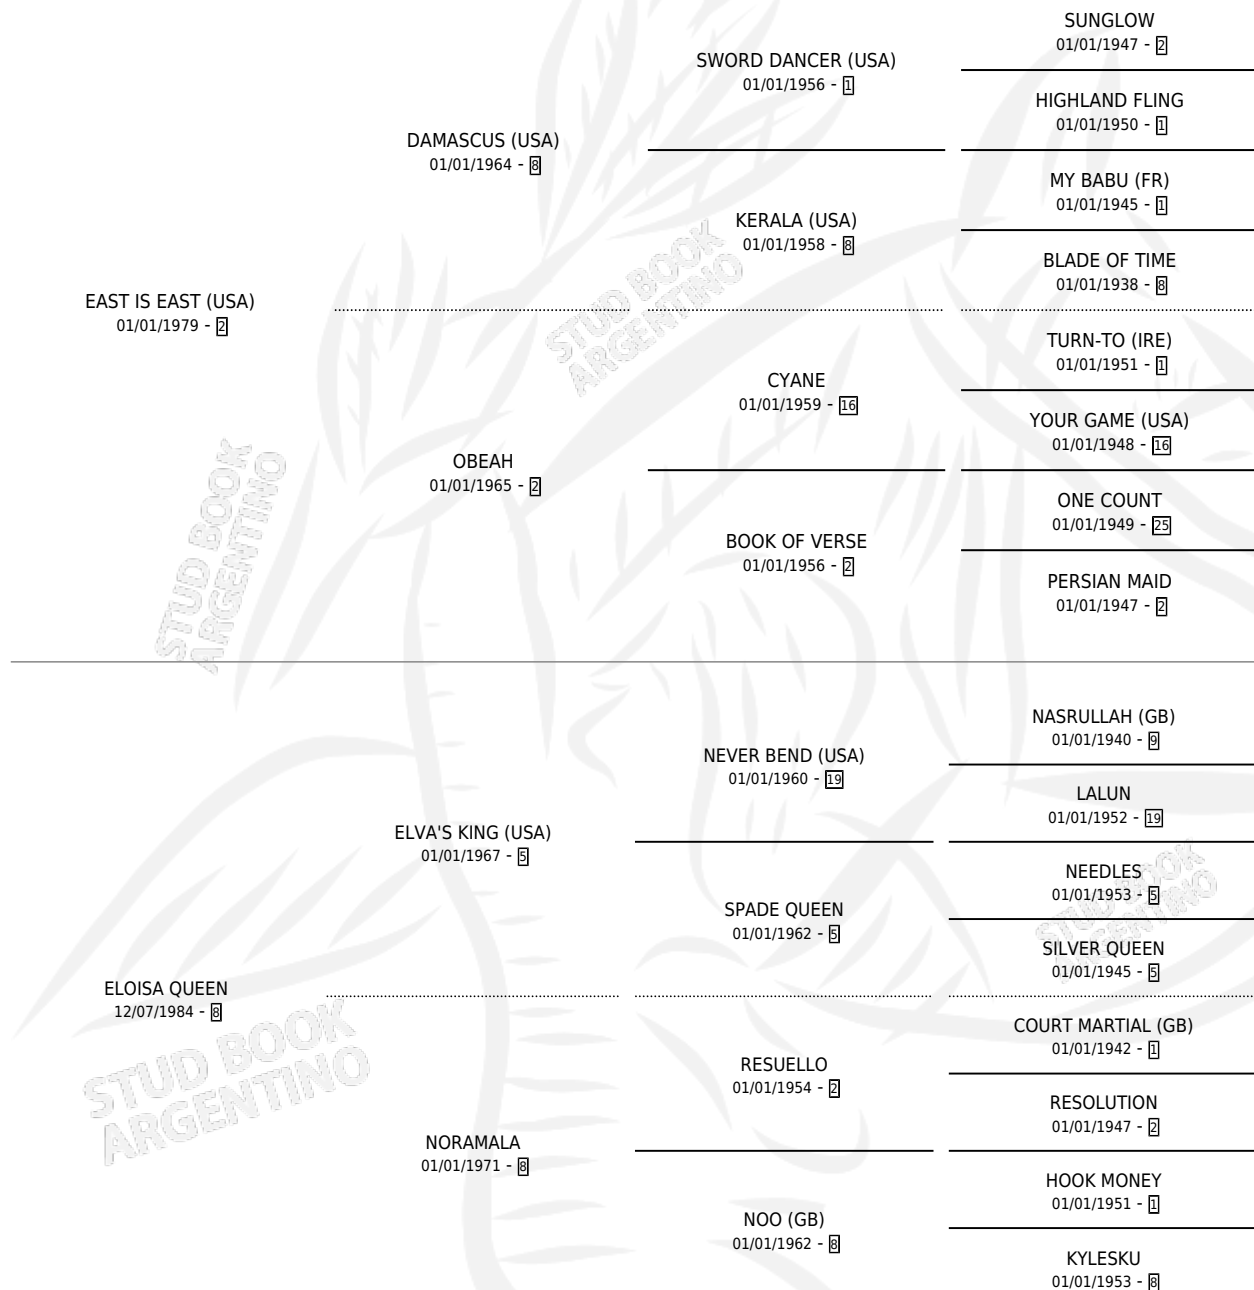 SUNGLOW
01/01/1947 - 2
SWORD DANCER (USA)
01/01/1956 - 1
HIGHLAND FLING
01/01/1950 - 1
DAMASCUS (USA)
01/01/1964 - 8
MY BABU (FR)
01/01/1945 - 1
KERALA (USA)
01/01/1958 - 8
BLADE OF TIME
01/01/1938 - 8
EAST IS EAST (USA)
01/01/1979 - 2
TURN-TO (IRE)
01/01/1951 - 1
CYANE
01/01/1959 - 16
YOUR GAME (USA)
01/01/1948 - 16
OBEAH
01/01/1965 - 2
ONE COUNT
01/01/1949 - 25
BOOK OF VERSE
01/01/1956 - 2
PERSIAN MAID
01/01/1947 - 2
NASRULLAH (GB)
01/01/1940 - 9
NEVER BEND (USA)
01/01/1960 - 19
LALUN
01/01/1952 - 19
ELVA'S KING (USA)
01/01/1967 - 5
NEEDLES
01/01/1953 - 5
SPADE QUEEN
01/01/1962 - 5
SILVER QUEEN
01/01/1945 - 5
ELOISA QUEEN
12/07/1984 - 8
COURT MARTIAL (GB)
01/01/1942 - 1
RESUELLO
01/01/1954 - 2
RESOLUTION
01/01/1947 - 2
NORAMALA
01/01/1971 - 8
HOOK MONEY
01/01/1951 - 1
NOO (GB)
01/01/1962 - 8
KYLESKU
01/01/1953 - 8
STUD BOOK
ARGENTINO
STUD BOOK
ARGENTINO
STUD BOOK
ARGENTINO
STUD BOOK
ARGENTINO